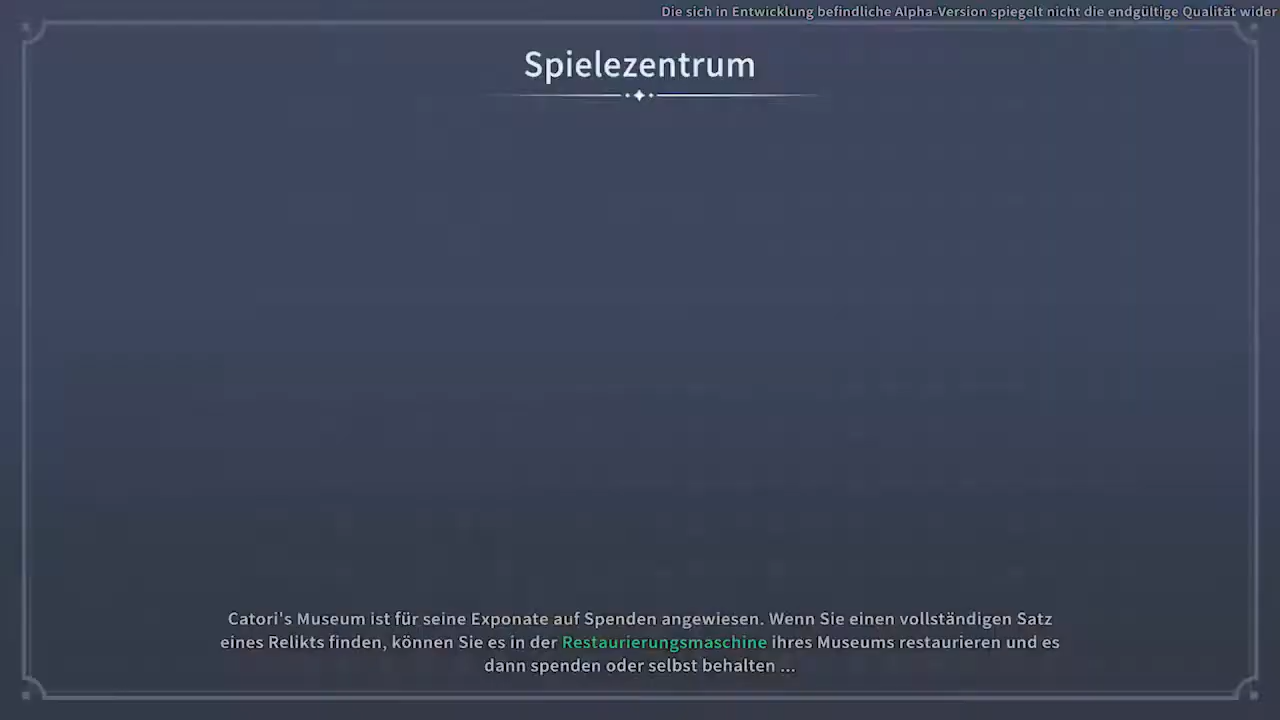 Die sich in Entwicklung befindliche Alpha-Version spiegelt nicht die endgültige Qualität wider
Spielezentrum
Catori's Museum ist für seine Exponate auf Spenden angewiesen. Wenn Sie einen vollständigen Satz
eines Relikts finden, können Sie es in der Restaurierungsmaschine ihres Museums restaurieren und es
dann spenden oder selbst behalten ...